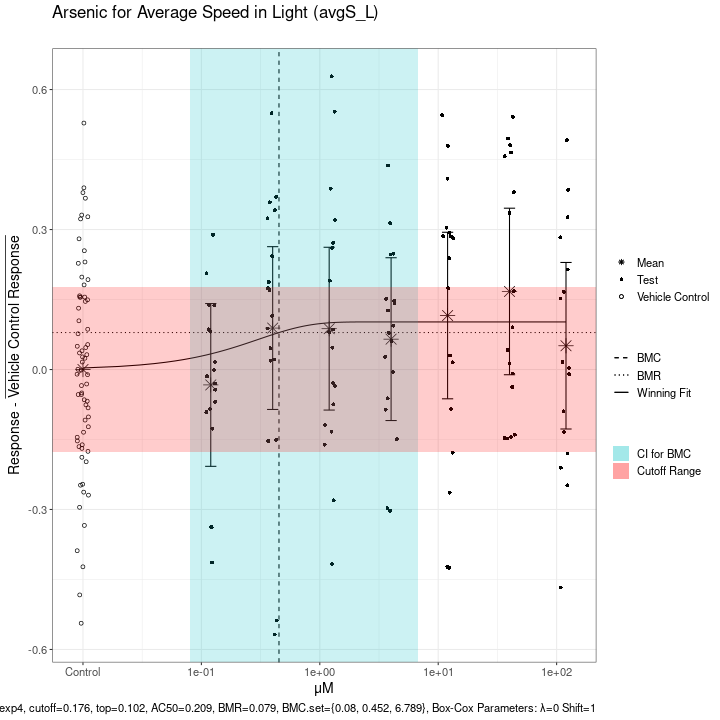 Arsenic for Average Speed in Light (avgS_L)
Response - Vehicle Control Response
0.6
0.3
0.0
-0.3
-0.6
Control
1e-01
1e+00
1e+01
1e+02
µM
Mean
Test
Vehicle Control
BMC
BMR
Winning Fit
CI for BMC
Cutoff Range
exp4, cutoff=0.176, top=0.102, AC50=0.209, BMR=0.079, BMC.set={0.08, 0.452, 6.789}, Box-Cox Parameters: λ=0 Shift=1